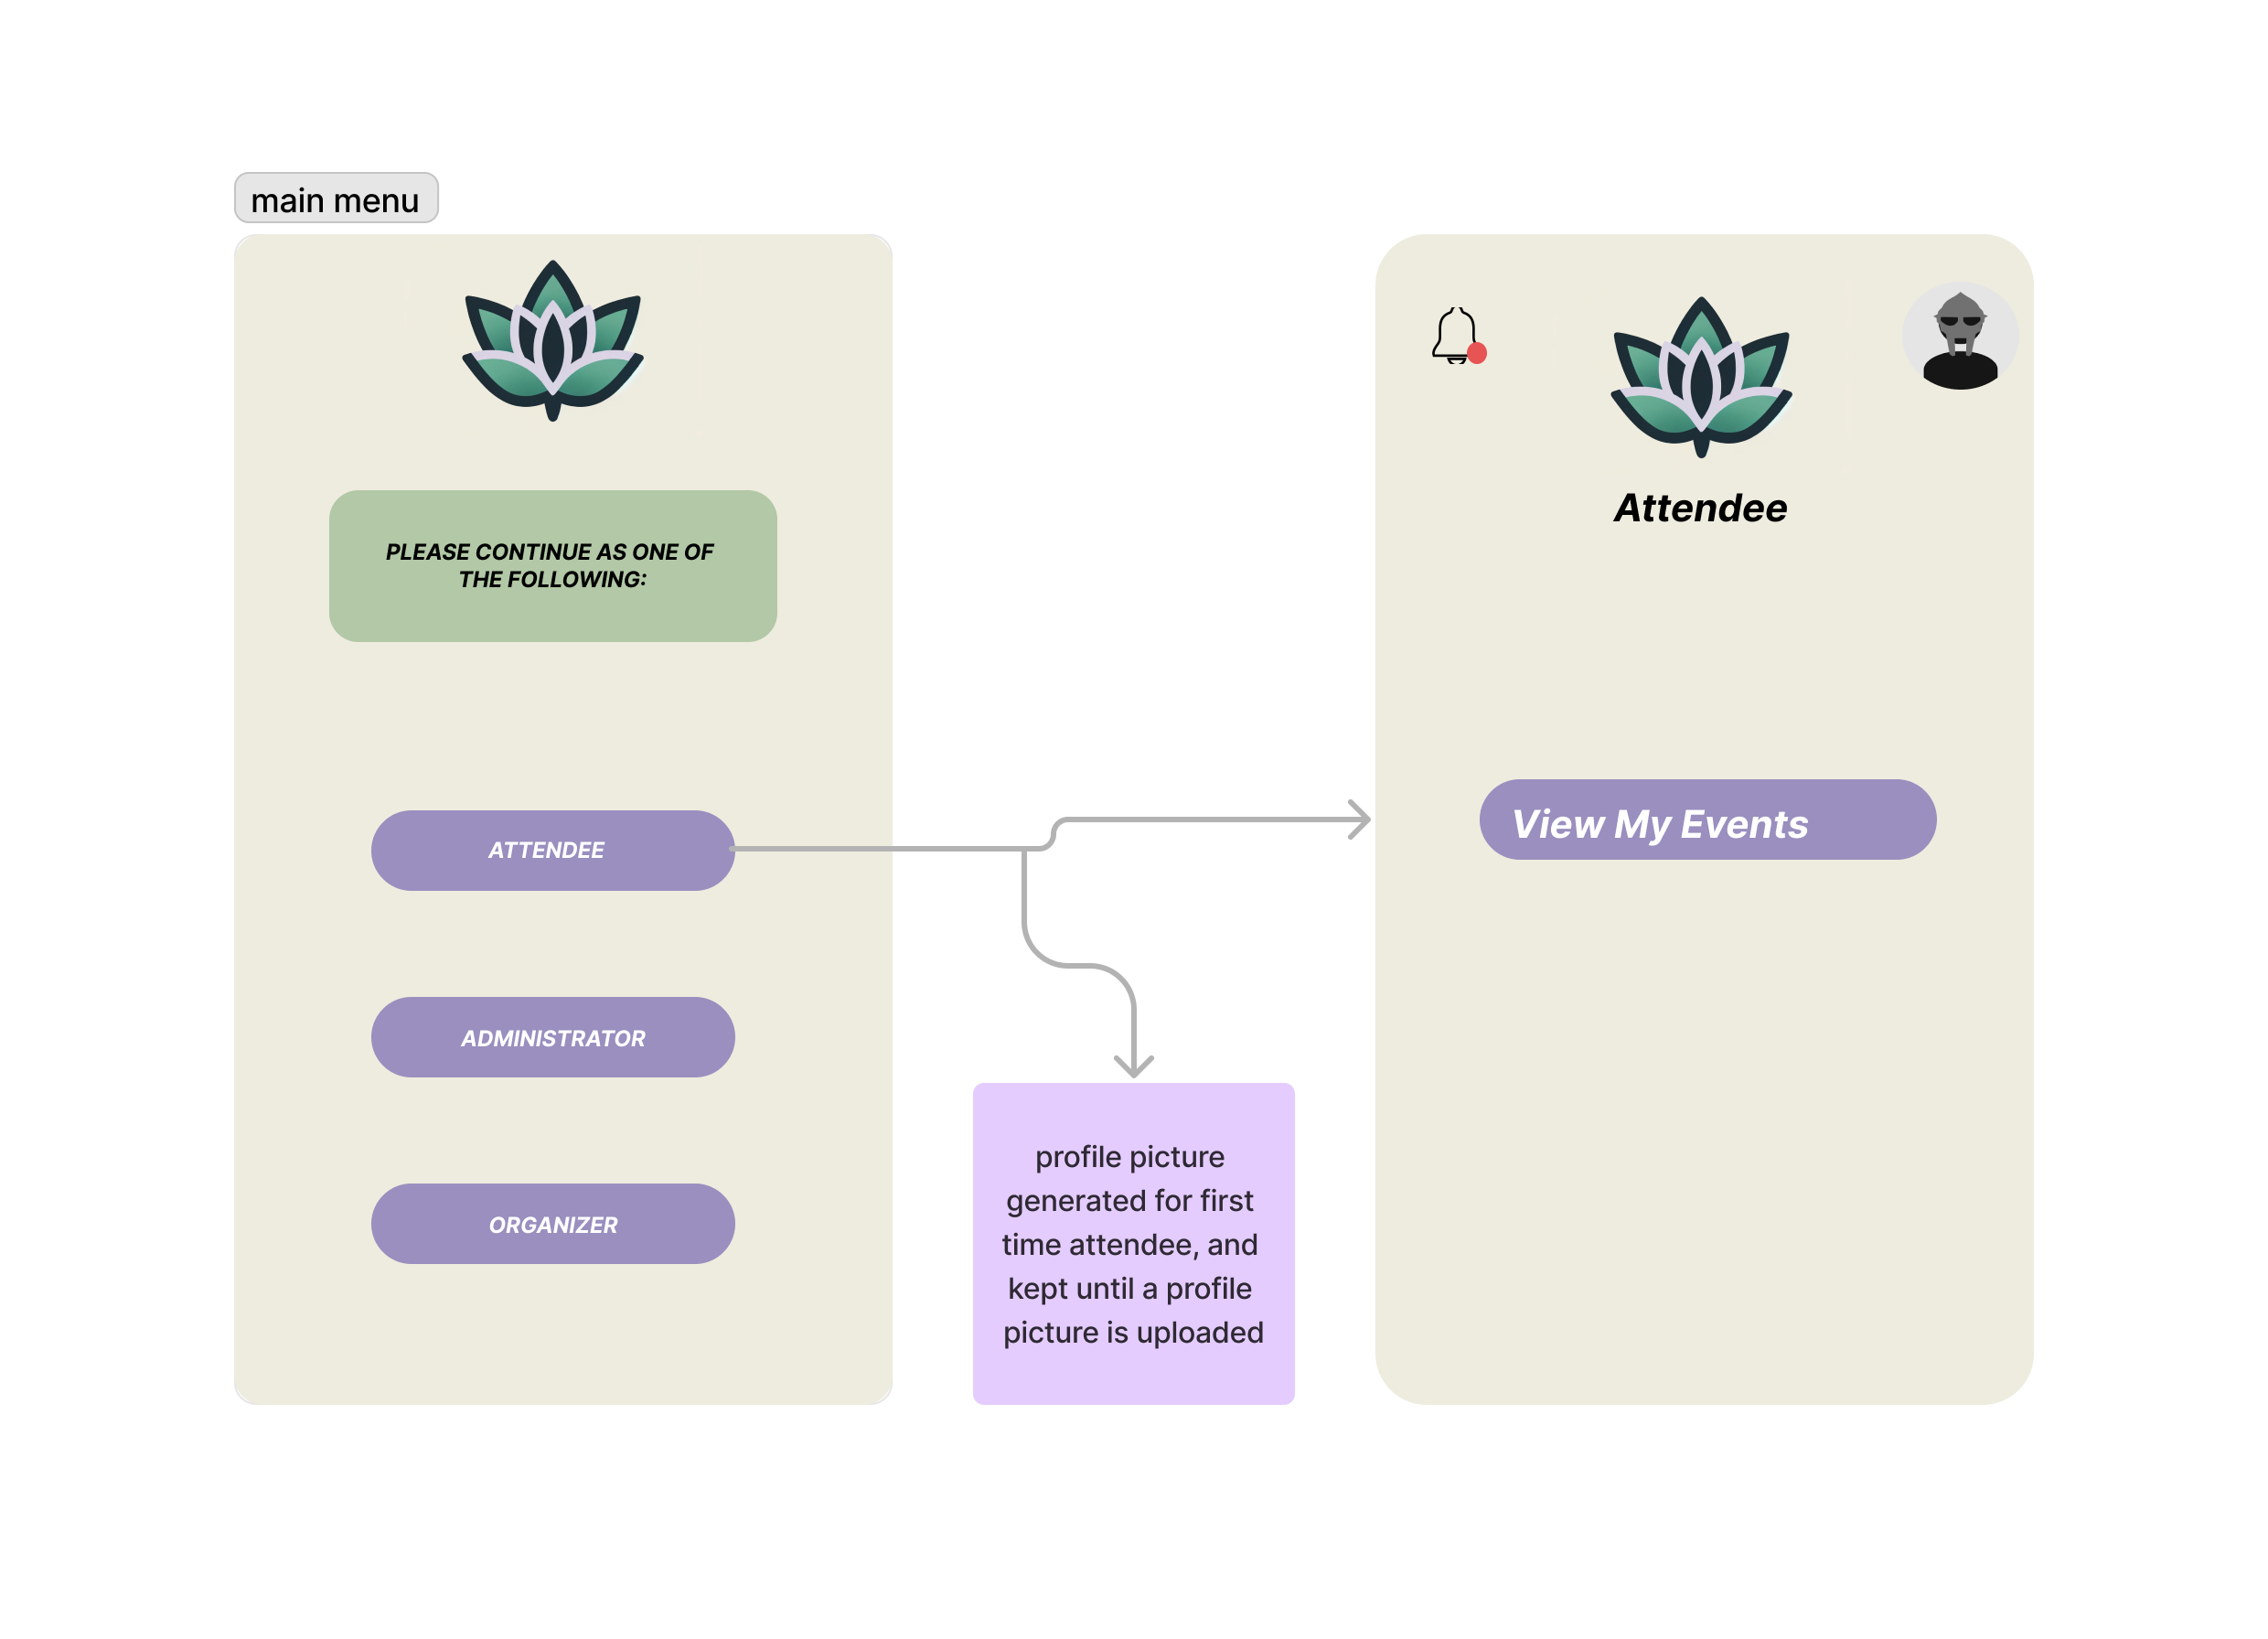 main menu
PLEASE CONTINUE AS ONE OF
THE FOLLOWING:
ATTENDEE
ADMINISTRATOR
ORGANIZER
profile picture
generated for first
time attendee, and
kept until a profile
picture is uploaded
Attendee
View My Events